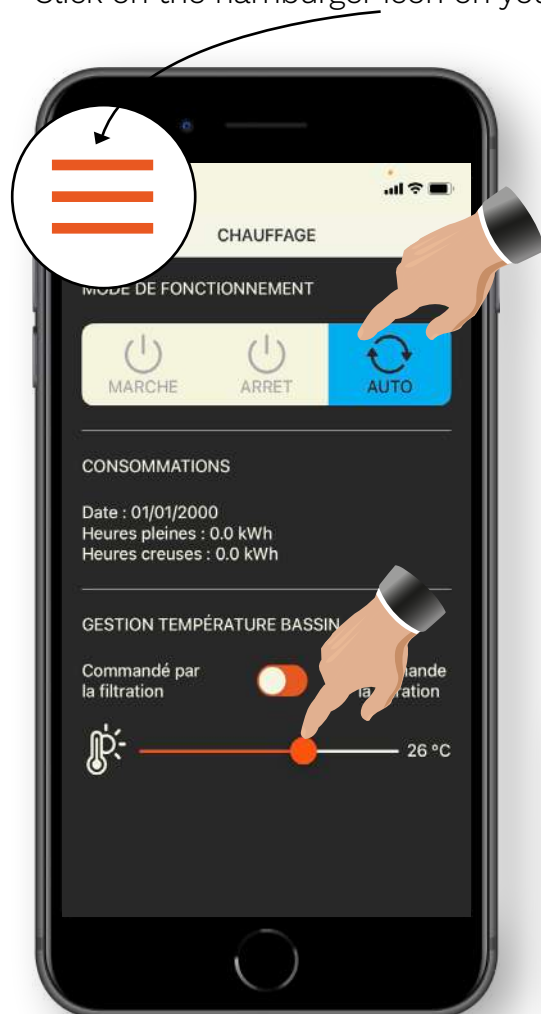 Click on the hamburger icon on
CHAUFFAGE
MODE DE FONCTIONNEMENT
MARCHE ARRET AUTO
CONSOMMATIONS
Date : 01/01/2000
Heures pleines : 0.0 kWh
Heures creuses : 0.0 kWh
GESTION TEMPÉRATURE BASSIN
Commandé par
la filtration
26 °C